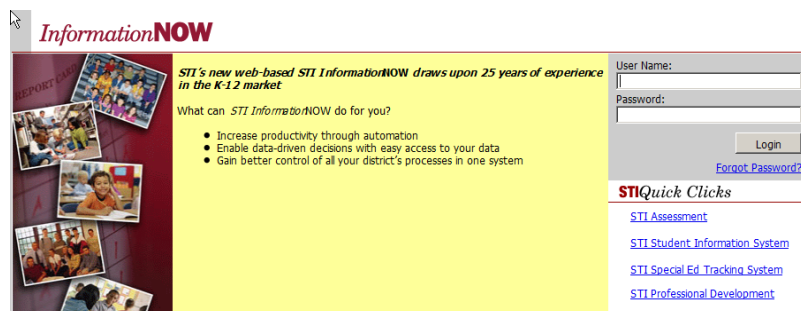 InformationNOW
REPORT CARD
STI's new web-based STI InformationNOW draws upon 25 years of experience
in the K-12 market
What can STI InformationNOW do for you?
Increase productivity through automation
Enable data-driven decisions with easy access to your data
Gain better control of all your district's processes in one system
User Name:
Password:
Login
Forgot Password?
STIQuick Clicks
STI Assessment
STI Student Information System
STI Special Ed Tracking System
STI Professional Development